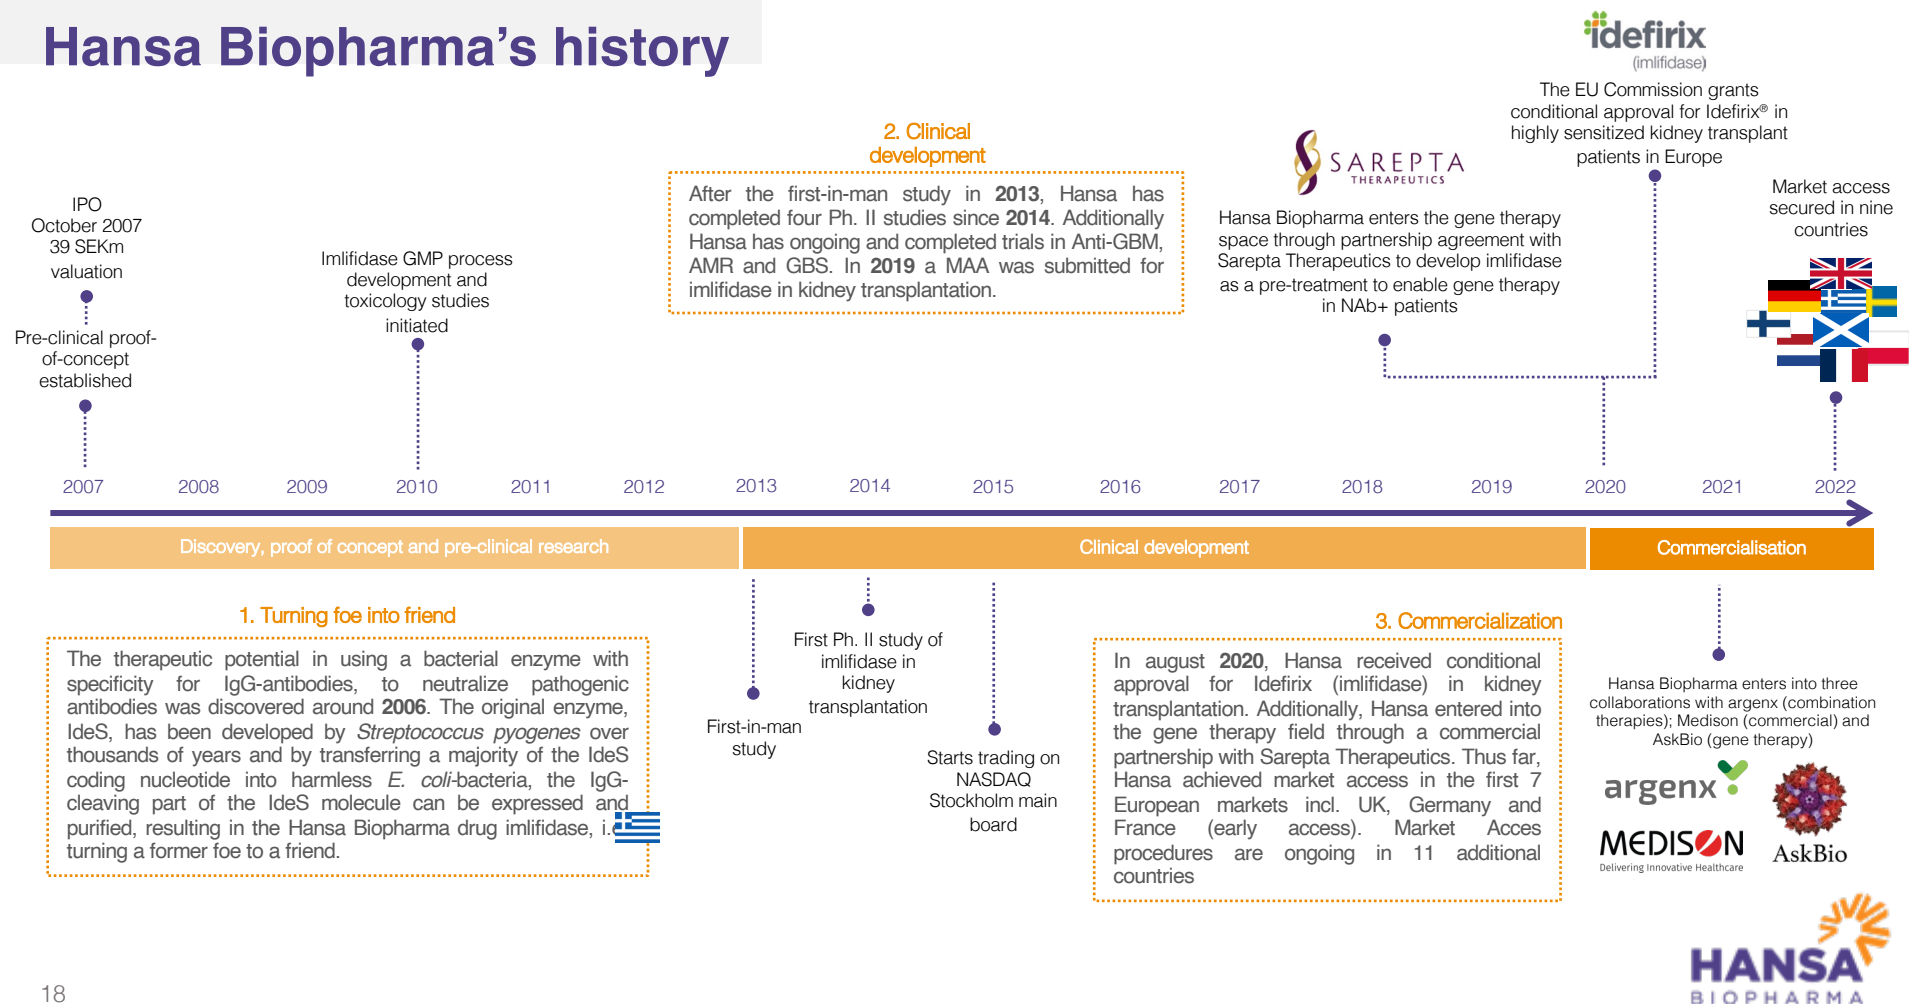 Hansa Biopharma's history
idefirix
(imlifidase)
The EU Commission grants
conditional approval for Idefirix® in
highly sensitized kidney transplant
patients in Europe
2. Clinical
development
After the first-in-man study in 2013, Hansa has
completed four Ph. II studies since 2014. Additionally
Hansa has ongoing and completed trials in Anti-GBM,
AMR and GBS. In 2019 a MAA was submitted for
imlifidase in kidney transplantation.
SAREPTA
THERAPEUTICS
Hansa Biopharma enters the gene therapy
space through partnership agreement with
Sarepta Therapeutics to develop imlifidase
as a pre-treatment to enable gene therapy
in NAb+ patients
Market access
secured in nine
countries
IPO
October 2007
39 SEKm
valuation
Pre-clinical proof-
of-concept
established
Imlifidase GMP process
development and
toxicology studies
initiated
2007 2008 2009 2010 2011 2012 2013 2014 2015 2016 2017 2018 2019 2020 2021 2022
Discovery, proof of concept and pre-clinical research
Clinical development
Commercialisation
1. Turning foe into friend
The therapeutic potential in using a bacterial enzyme with
specificity for IgG-antibodies, to neutralize pathogenic
antibodies was discovered around 2006. The original enzyme,
IdeS, has been developed by Streptococcus pyogenes over
thousands of years and by transferring a majority of the IdeS
coding nucleotide into harmless E. coli-bacteria, the IgG-
cleaving part of the IdeS molecule can be expressed and
purified, resulting in the Hansa Biopharma drug imlifidase,
turning a former foe to a friend.
First-in-man
study
First Ph. II study of
imlifidase in
kidney
transplantation
Starts trading on
NASDAQ
Stockholm main
board
3. Commercialization
In august 2020, Hansa received conditional
approval for Idefirix (imlifidase) in kidney
transplantation. Additionally, Hansa entered into
the gene therapy field through a commercial
partnership with Sarepta Therapeutics. Thus far,
Hansa achieved market access in the first 7
European markets incl. UK, Germany and
France (early access). Market Acces
procedures are ongoing in 11 additional
countries
Hansa Biopharma enters into three
collaborations with argenx (combination
therapies); Medison (commercial) and
AskBio (gene therapy)
argenx
MEDISON
Delivering Innovative Healthcare
AskBio
HANSA
BIOPHARMA
18